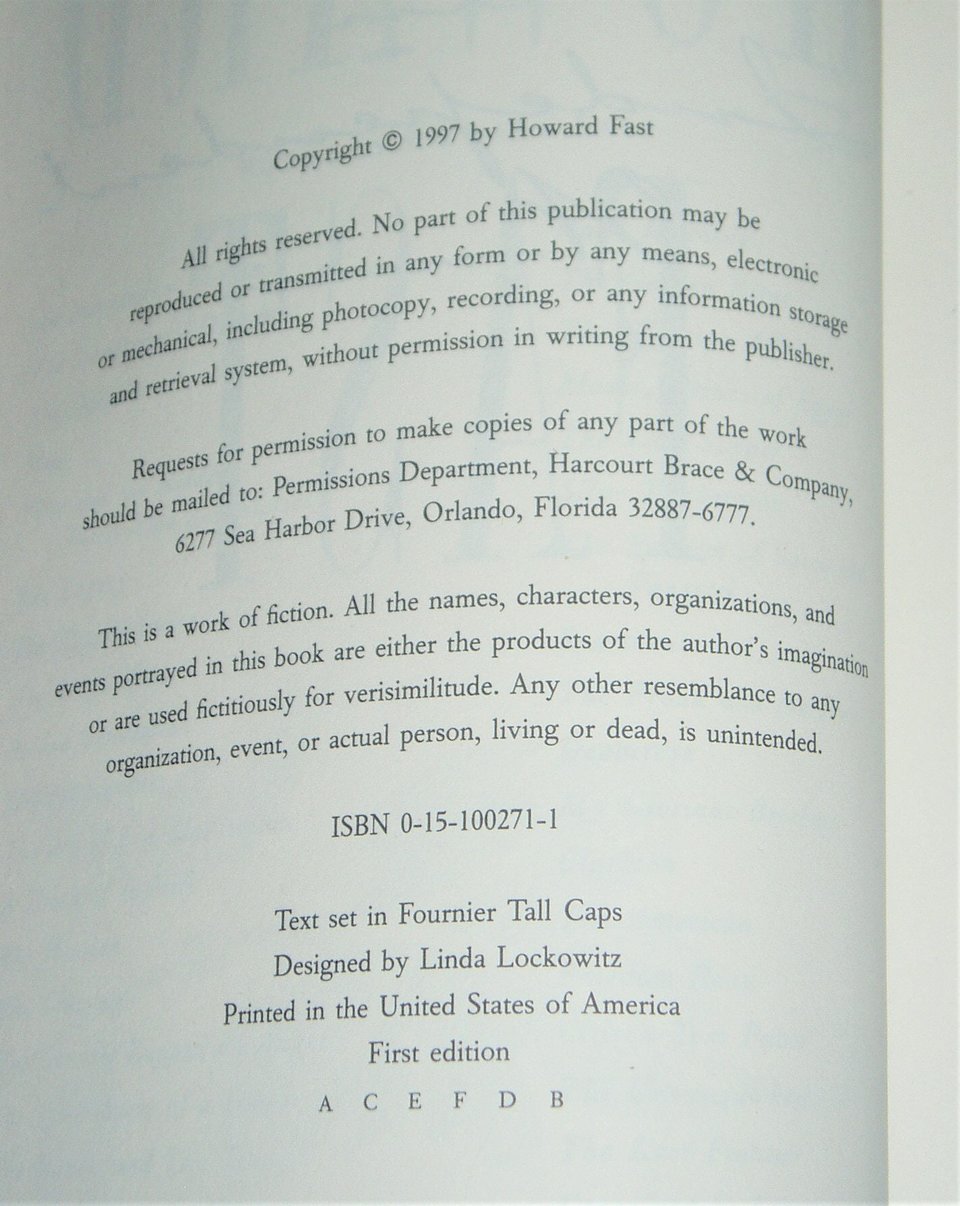 Copyright © 1997 by Howard Fast
All rights reserved. No part of this publication may be
reproduced or transmitted in any form or by any means, electronic
or mechanical, including photocopy, recording, or any information storage
and retrieval system, without permission in writing from the publisher.
Requests for permission to make copies of any part of the work
should be mailed to: Permissions Department, Harcourt Brace & Company,
6277 Sea Harbor Drive, Orlando, Florida 32887-6777.
This is a work of fiction. All the names, characters, organizations, and
events portrayed in this book are either the products of the author's imagination
or are used fictitiously for verisimilitude. Any other resemblance to any
organization, event, or actual person, living or dead, is unintended.
ISBN 0-15-100271-1
Text set in Fournier Tall Caps
Designed by Linda Lockowitz
Printed in the United States of America
First edition
A C E F D B